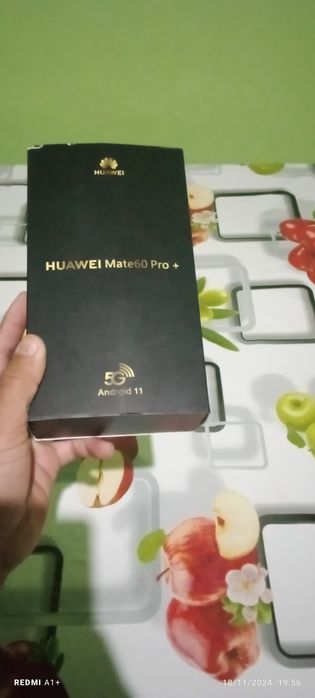 HUAWEI
HUAWEI Mate60 Pro +
5G
Android 11
REDMI A1+
18/11/2024 19:56